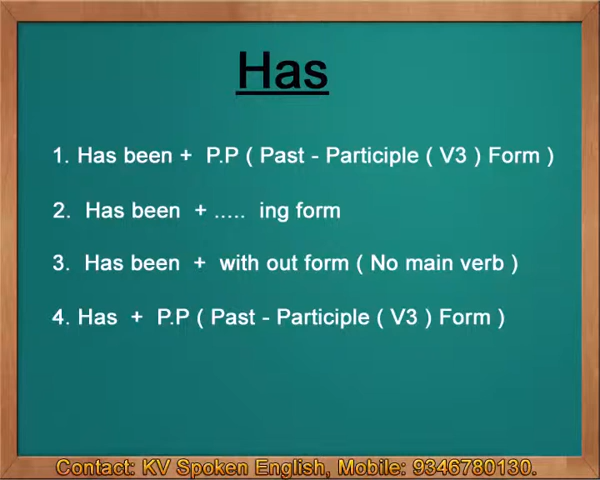 Has
1. Has been + P.P ( Past - Participle ( V3 ) Form )
2. Has been + ..... ing form
3. Has been + with out form ( No main verb )
4. Has + P.P ( Past - Participle ( V3 ) Form )
Contact: KV Spoken English, Mobile: 9346780130.